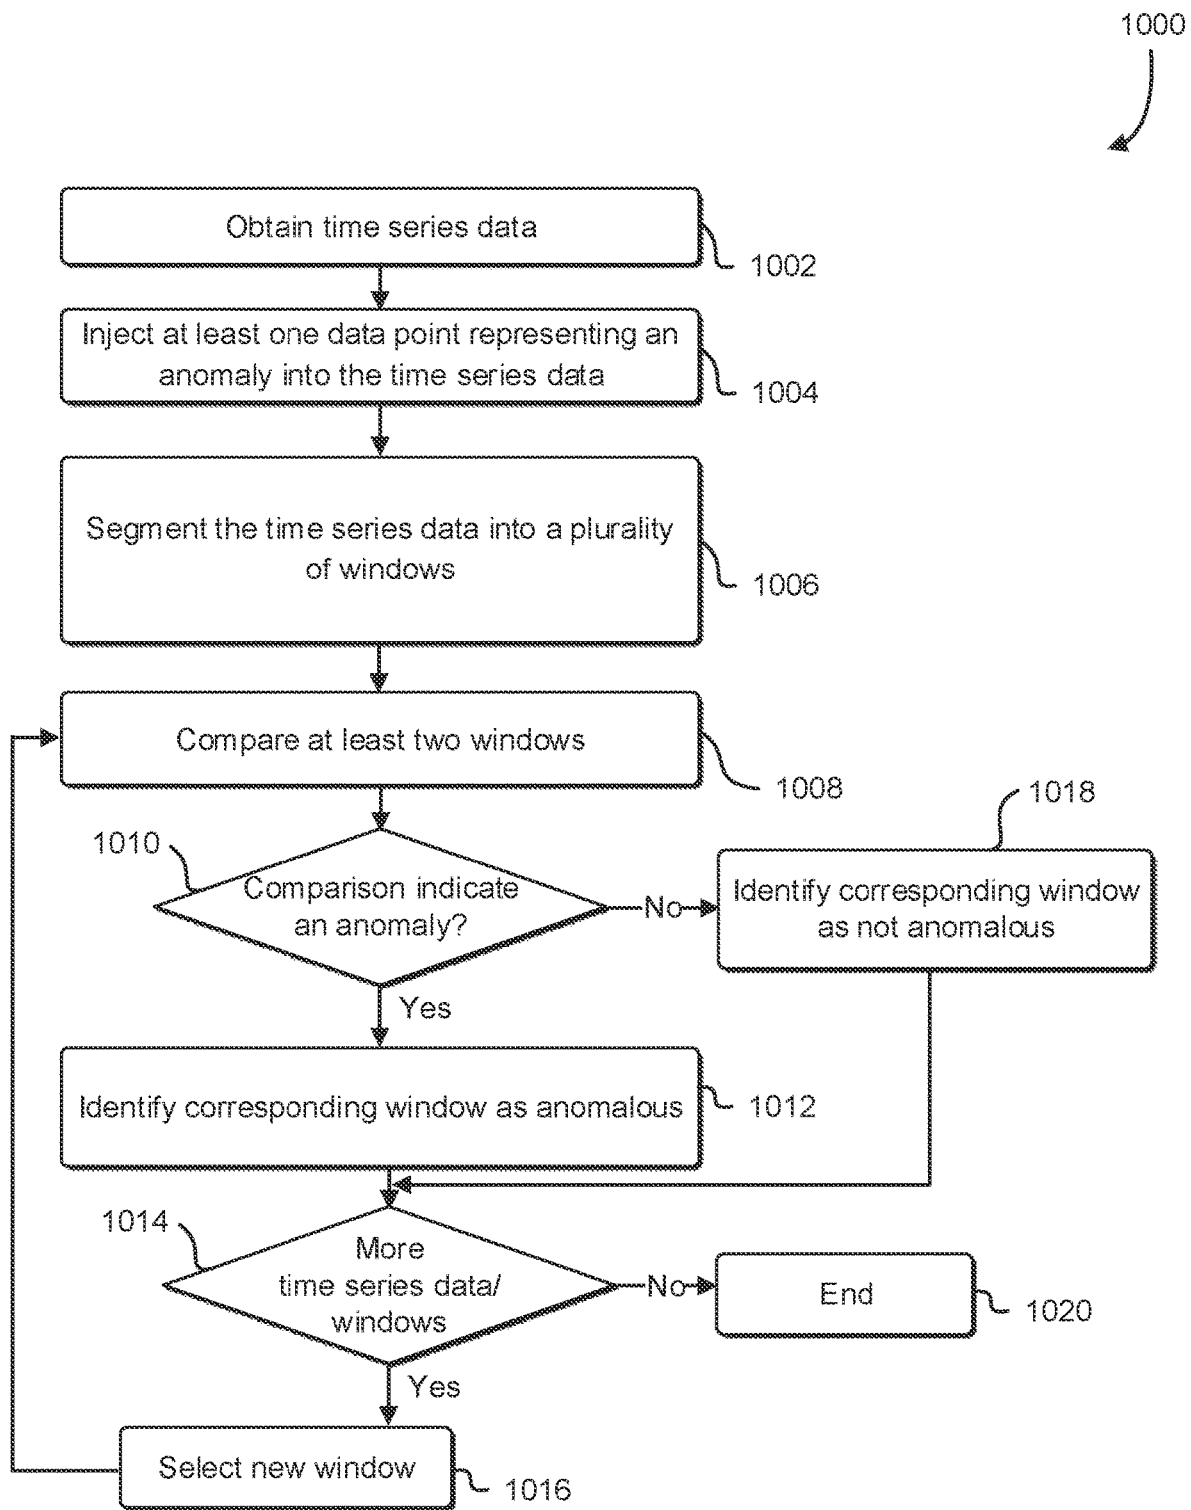 1000
Obtain time series data
1002
Inject at least one data point representing an
anomaly into the time series data
1004
Segment the time series data into a plurality
of windows
1006
Compare at least two windows
1008
1010
Comparison indicate
an anomaly?
No
1018
Identify corresponding window
as not anomalous
Yes
Identify corresponding window as anomalous
1012
1014
More
time series data/
windows
No
End
1020
Yes
Select new window
1016